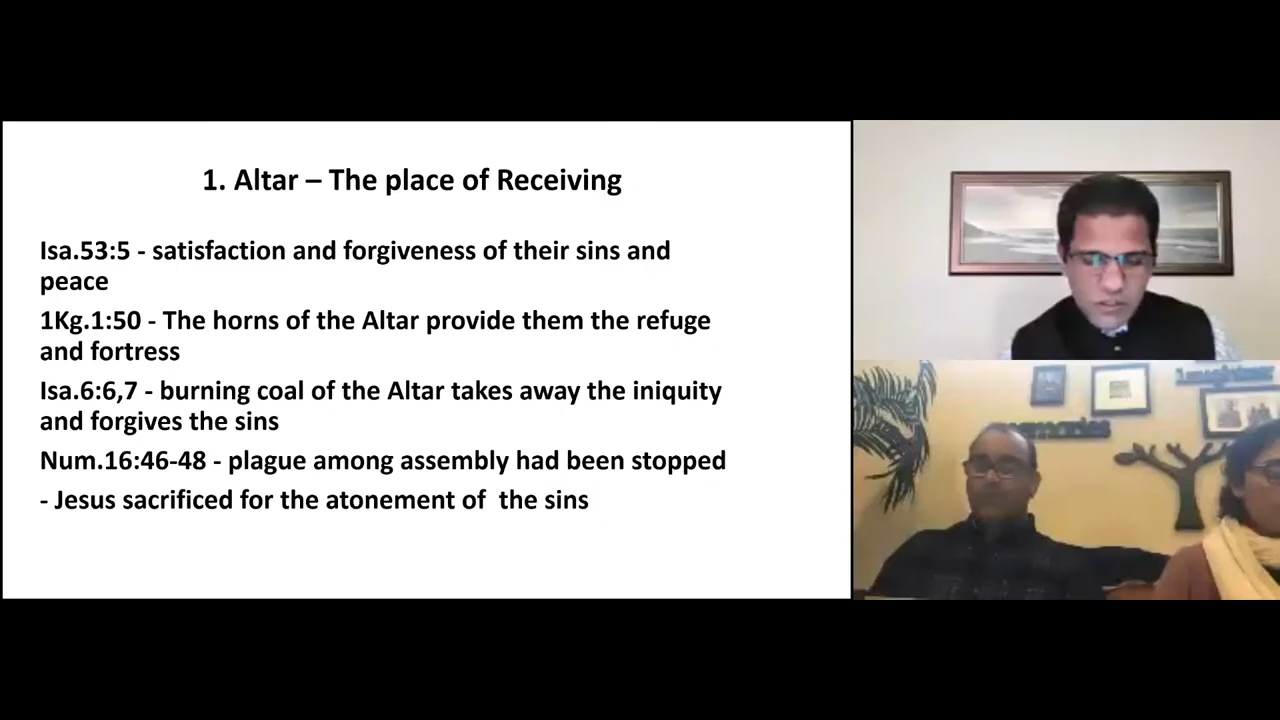 1. Altar – The place of Receiving
Isa.53:5 - satisfaction and forgiveness of their sins and
peace
1Kg.1:50 - The horns of the Altar provide them the refuge
and fortress
Isa.6:6,7 - burning coal of the Altar takes away the iniquity
and forgives the sins
Num.16:46-48 - plague among assembly had been stopped
- Jesus sacrificed for the atonement of  the sins
memories